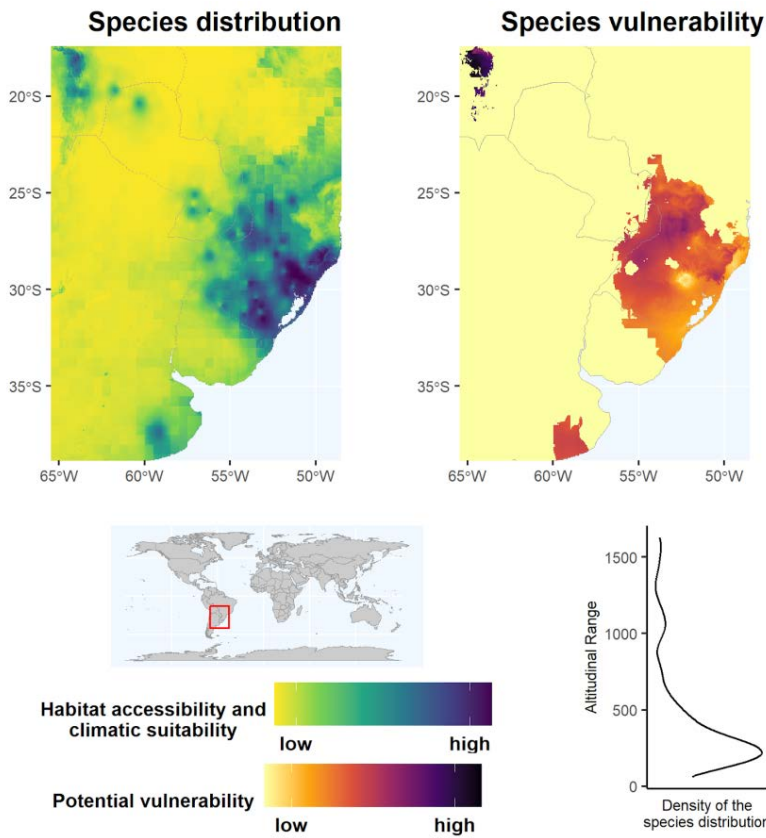 Species distribution
Species vulnerability
20°S
25°S
30°S
35°S
65°W 60°W 55°W 50°W
20°S
25°S
30°S
35°S
65°W 60°W 55°W 50°W
Habitat accessibility and
climatic suitability
low high
Potential vulnerability
low high
Altitudinal Range
1500
1000
500
0
Density of the
species distribution